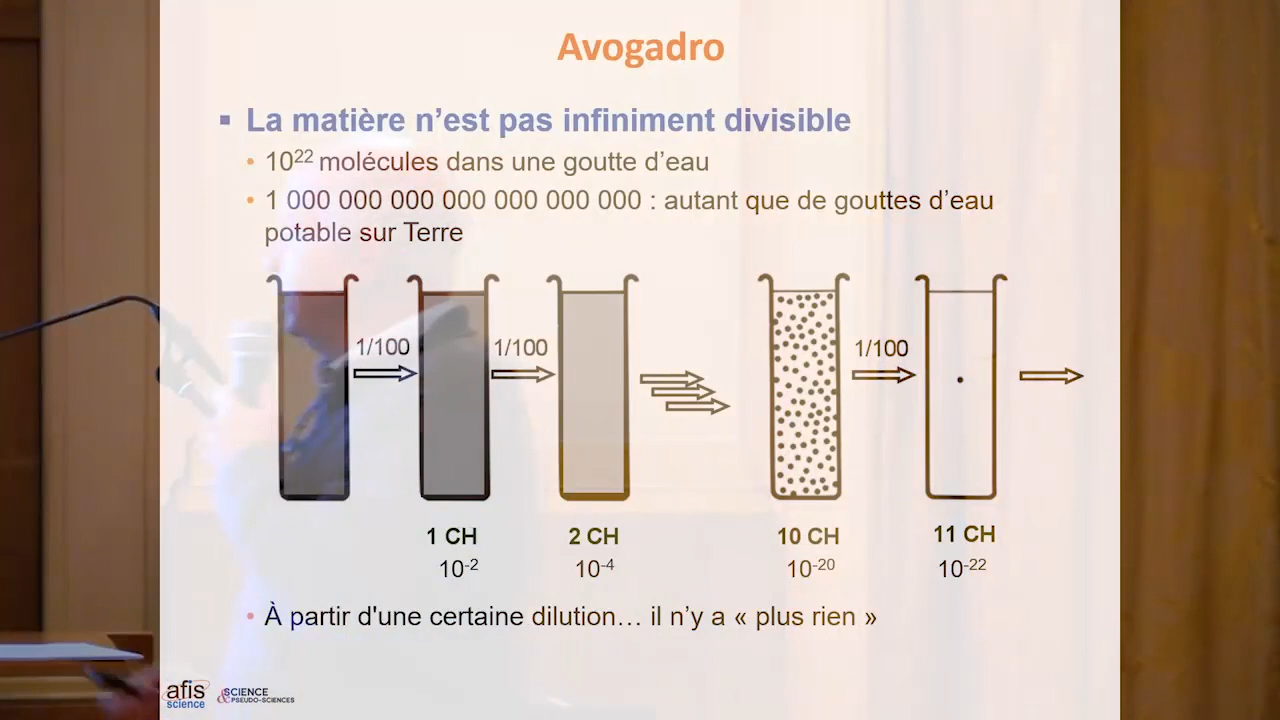 Avogadro
La matière n’est pas infiniment divisible
10²² molécules dans une goutte d’eau
1 000 000 000 000 000 000 000 : autant que de gouttes d’eau
potable sur Terre
1/100
1/100
1/100
1 CH
2 CH
10 CH
11 CH
10⁻²
10⁻⁴
10⁻²⁰
10⁻²²
À partir d'une certaine dilution… il n’y a « plus rien »
afis
science
SCIENCE
& PSEUDO-SCIENCES